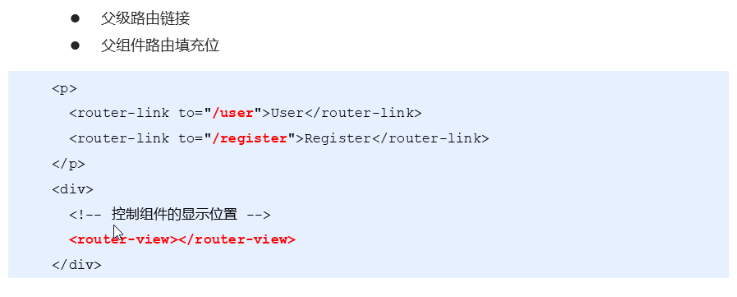 ● 父级路由链接
● 父组件路由填充位
<p>
<router-link to="/user">User</router-link>
<router-link to="/register">Register</router-link>
</p>
<div>
<!-- 控制组件的显示位置 -->
<router-view></router-view>
</div>